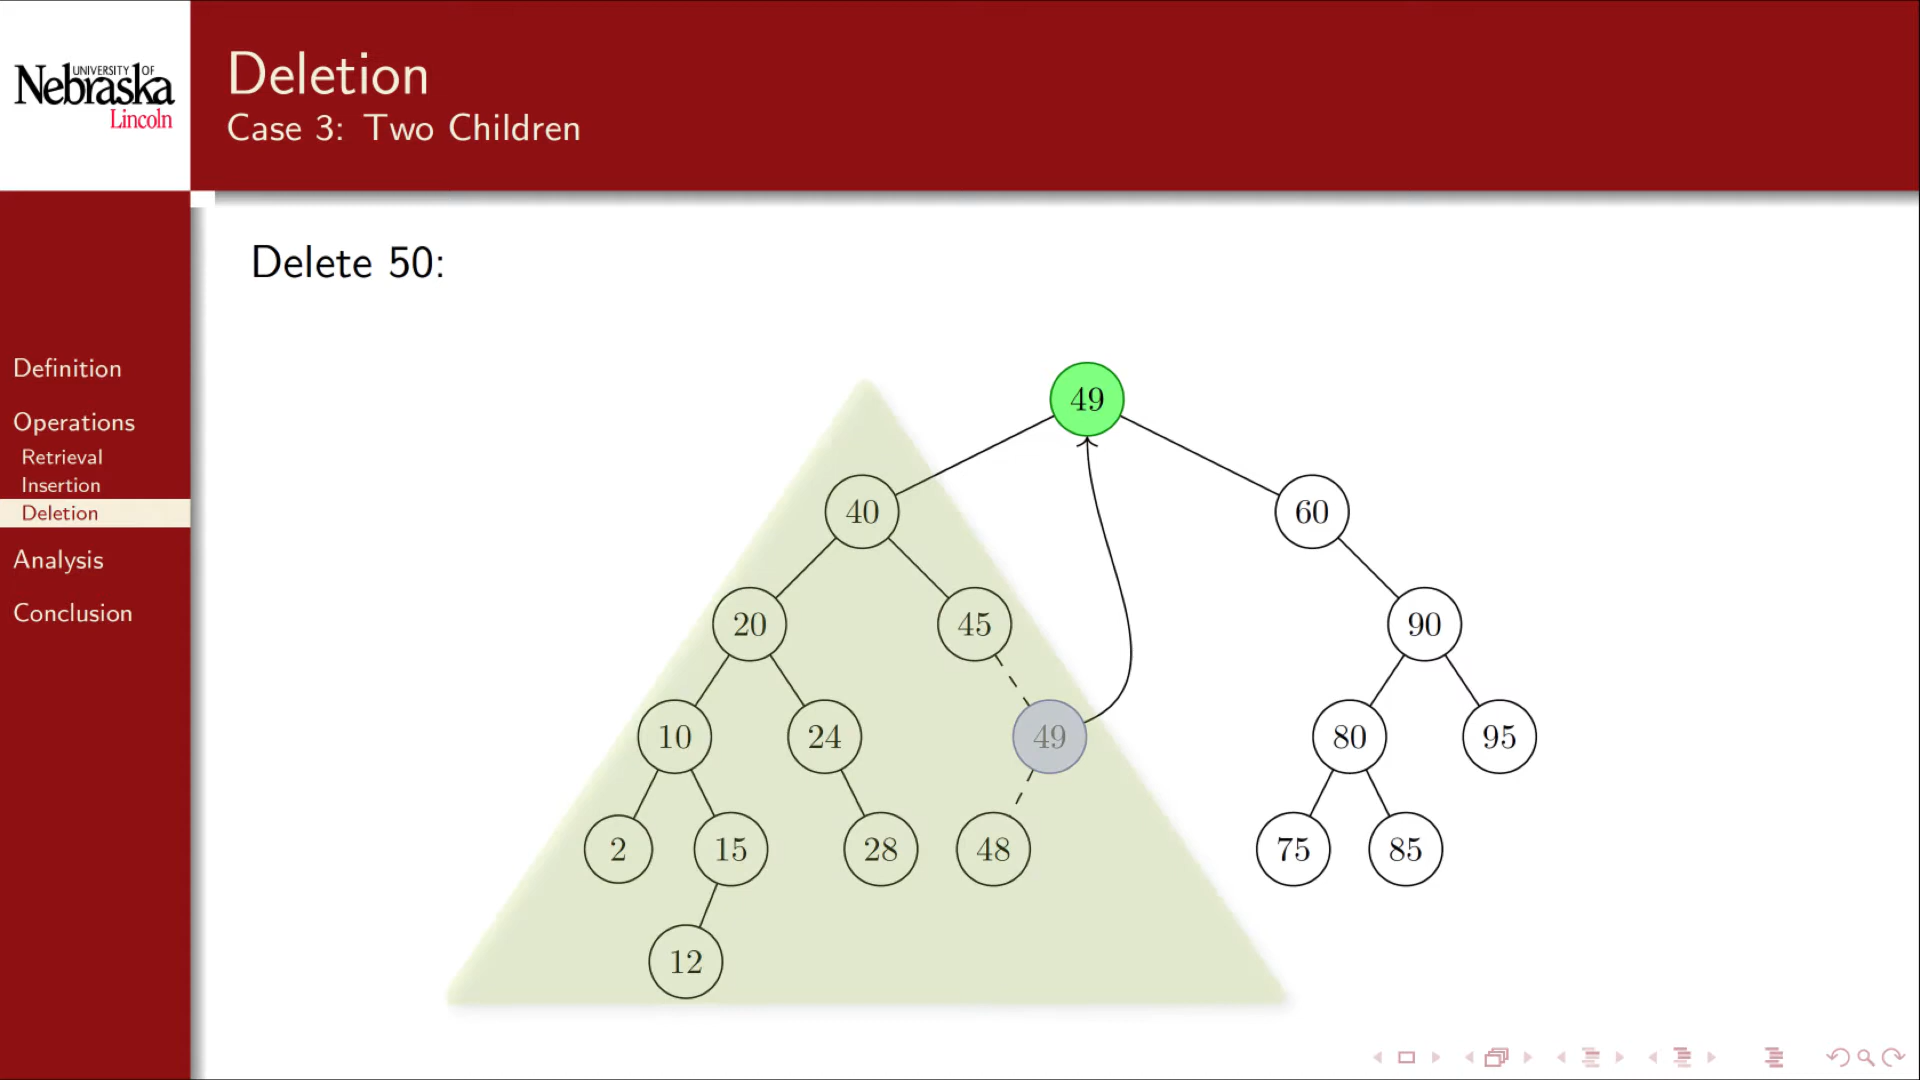 UNIVERSITY OF
Nebraska
Lincoln
Deletion
Case 3: Two Children
Definition
Operations
Retrieval
Insertion
Deletion
Analysis
Conclusion
Delete 50:
49
40 60
20 45 90
10 24 49 80 95
2 15 28 48 75 85
12